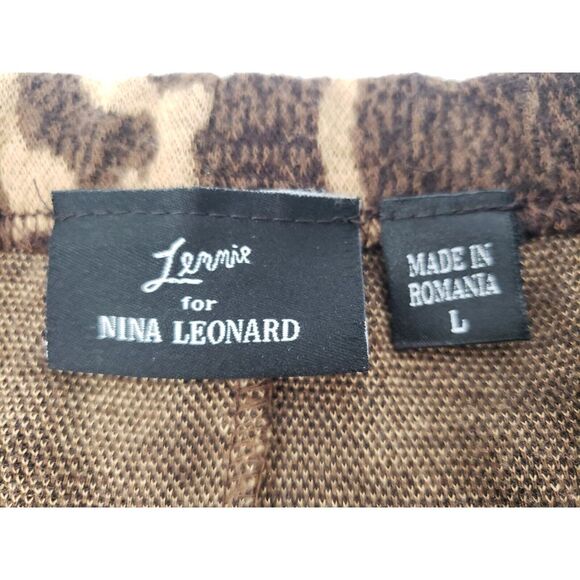 Lennie
for
NINA LEONARD
MADE IN
ROMANIA
L